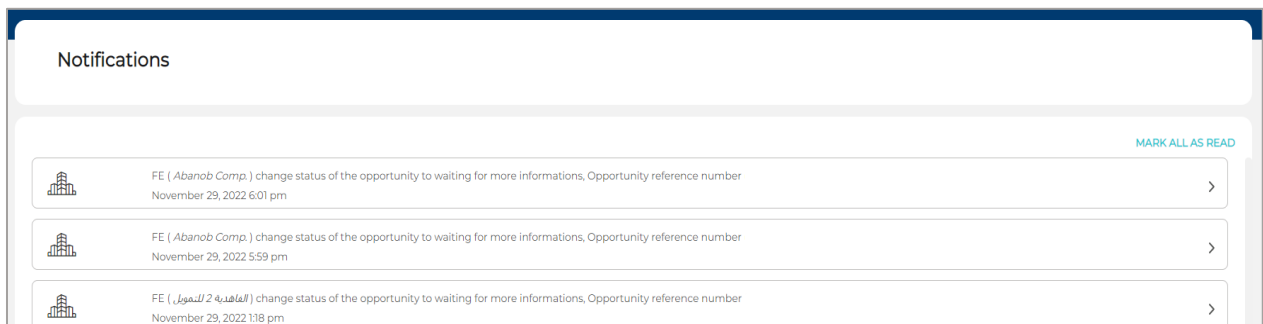 Notifications
MARK ALL AS READ
FE ( Abanob Comp. ) change status of the opportunity to waiting for more informations, Opportunity reference number
November 29, 2022 6:01 pm
FE ( Abanob Comp. ) change status of the opportunity to waiting for more informations, Opportunity reference number
November 29, 2022 5:59 pm
FE ( الفاهدية 2 للتمويل ) change status of the opportunity to waiting for more informations, Opportunity reference number
November 29, 2022 1:18 pm